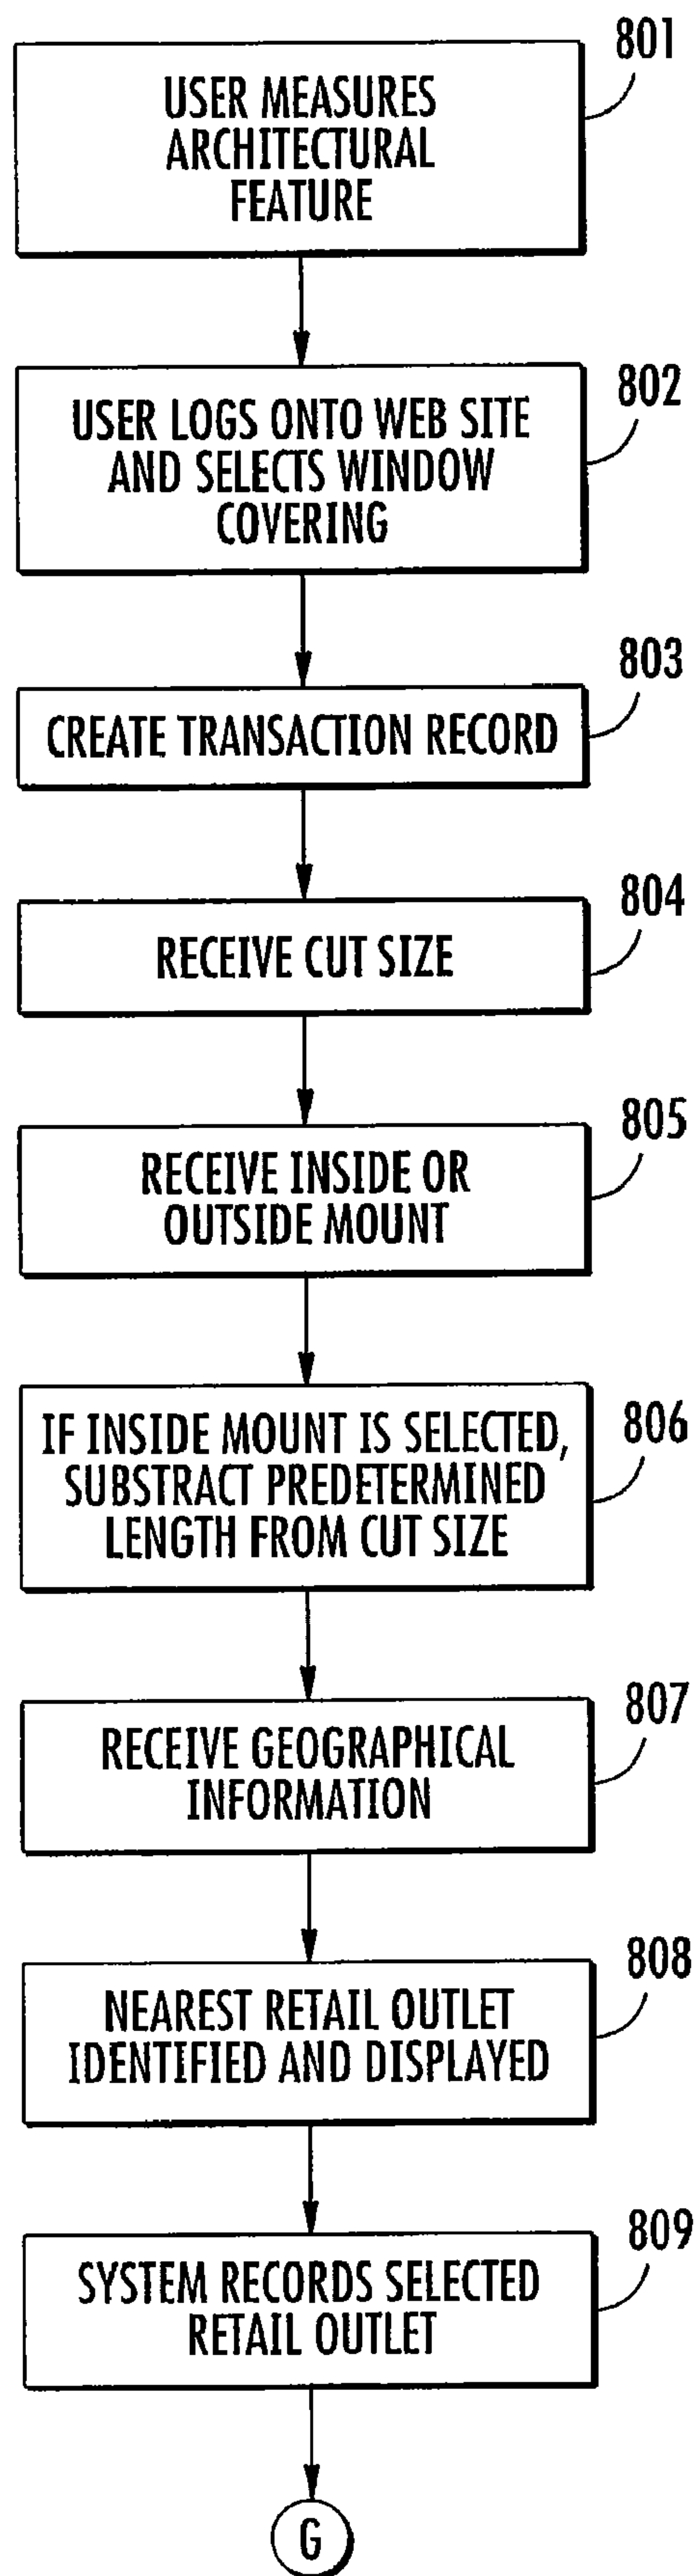 801
USER MEASURES
ARCHITECTURAL
FEATURE
802
USER LOGS ONTO WEB SITE
AND SELECTS WINDOW
COVERING
803
CREATE TRANSACTION RECORD
804
RECEIVE CUT SIZE
805
RECEIVE INSIDE OR
OUTSIDE MOUNT
806
IF INSIDE MOUNT IS SELECTED,
SUBSTRACT PREDETERMINED
LENGTH FROM CUT SIZE
807
RECEIVE GEOGRAPHICAL
INFORMATION
808
NEAREST RETAIL OUTLET
IDENTIFIED AND DISPLAYED
809
SYSTEM RECORDS SELECTED
RETAIL OUTLET
G